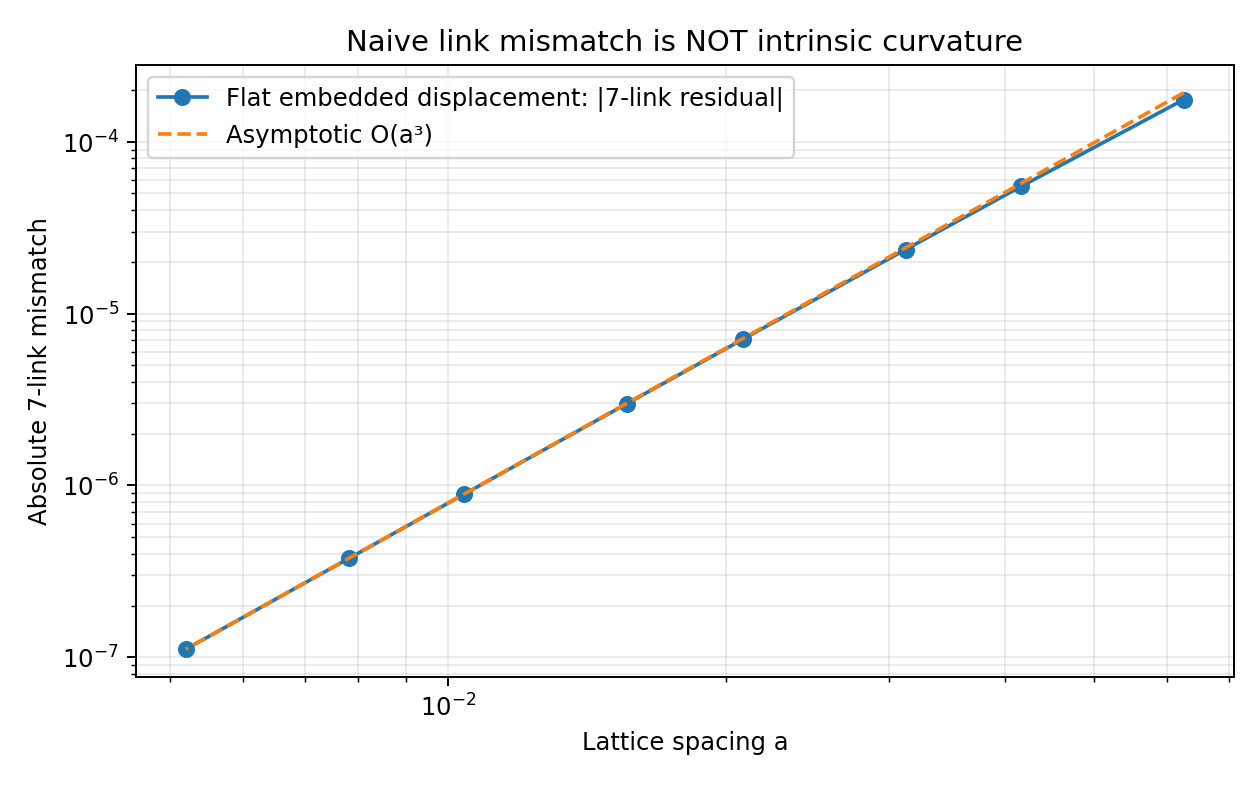 Naive link mismatch is NOT intrinsic curvature
Flat embedded displacement: |7-link residual|
Asymptotic O(a³)
Absolute 7-link mismatch
10⁻⁴
10⁻⁵
10⁻⁶
10⁻⁷
10⁻²
Lattice spacing a